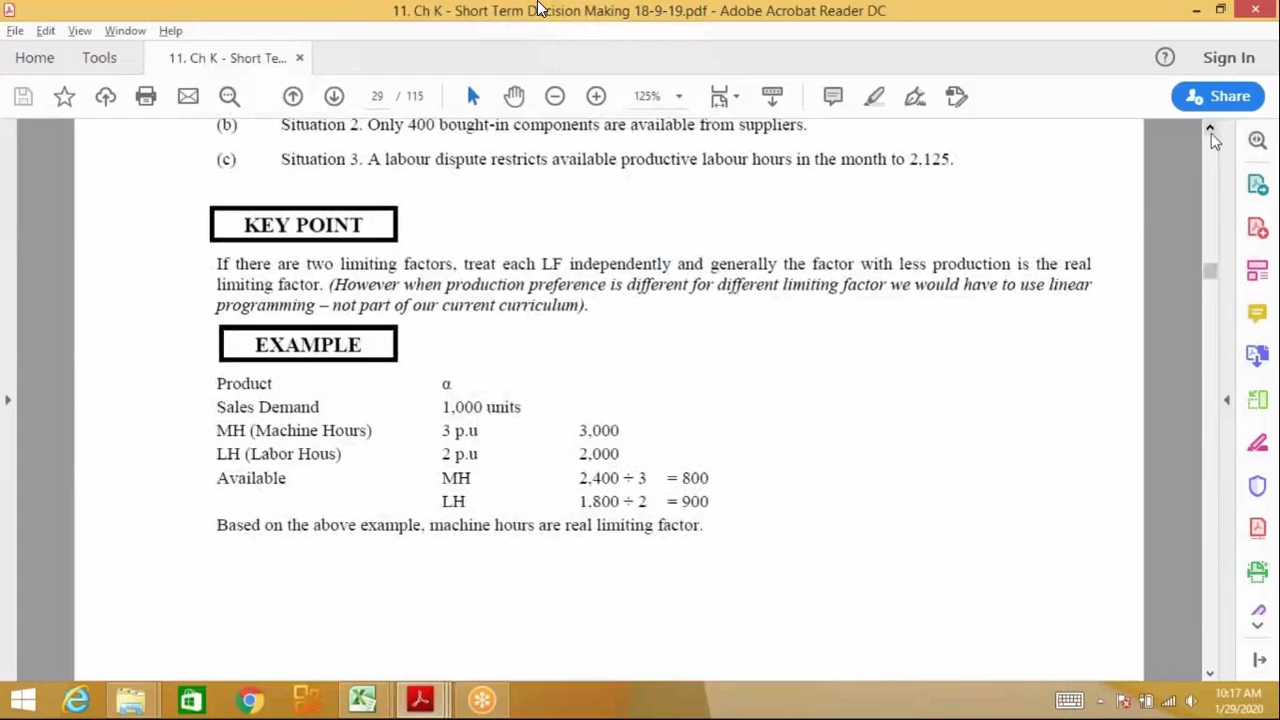 11. Ch K - Short Term Decision Making 18-9-19.pdf - Adobe Acrobat Reader DC
File Edit View Window Help
Home Tools 11. Ch K - Short Te... × Sign In
29 / 115 125% Share
(b) Situation 2. Only 400 bought-in components are available from suppliers.
(c) Situation 3. A labour dispute restricts available productive labour hours in the month to 2,125.
KEY POINT
If there are two limiting factors, treat each LF independently and generally the factor with less production is the real
limiting factor. (However when production preference is different for different limiting factor we would have to use linear
programming – not part of our current curriculum).
EXAMPLE
Product α
Sales Demand 1,000 units
MH (Machine Hours) 3 p.u 3,000
LH (Labor Hous) 2 p.u 2,000
Available MH 2,400 ÷ 3 = 800
LH 1,800 ÷ 2 = 900
Based on the above example, machine hours are real limiting factor.
10:17 AM
1/29/2020